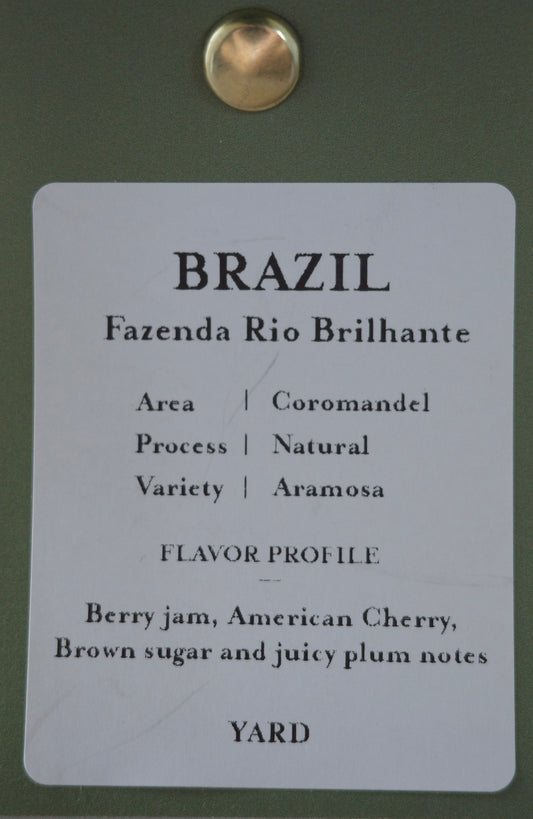 BRAZIL
Fazenda Rio Brilhante
Area | Coromandel
Process | Natural
Variety | Aramosa
FLAVOR PROFILE
Berry jam, American Cherry,
Brown sugar and juicy plum notes
YARD